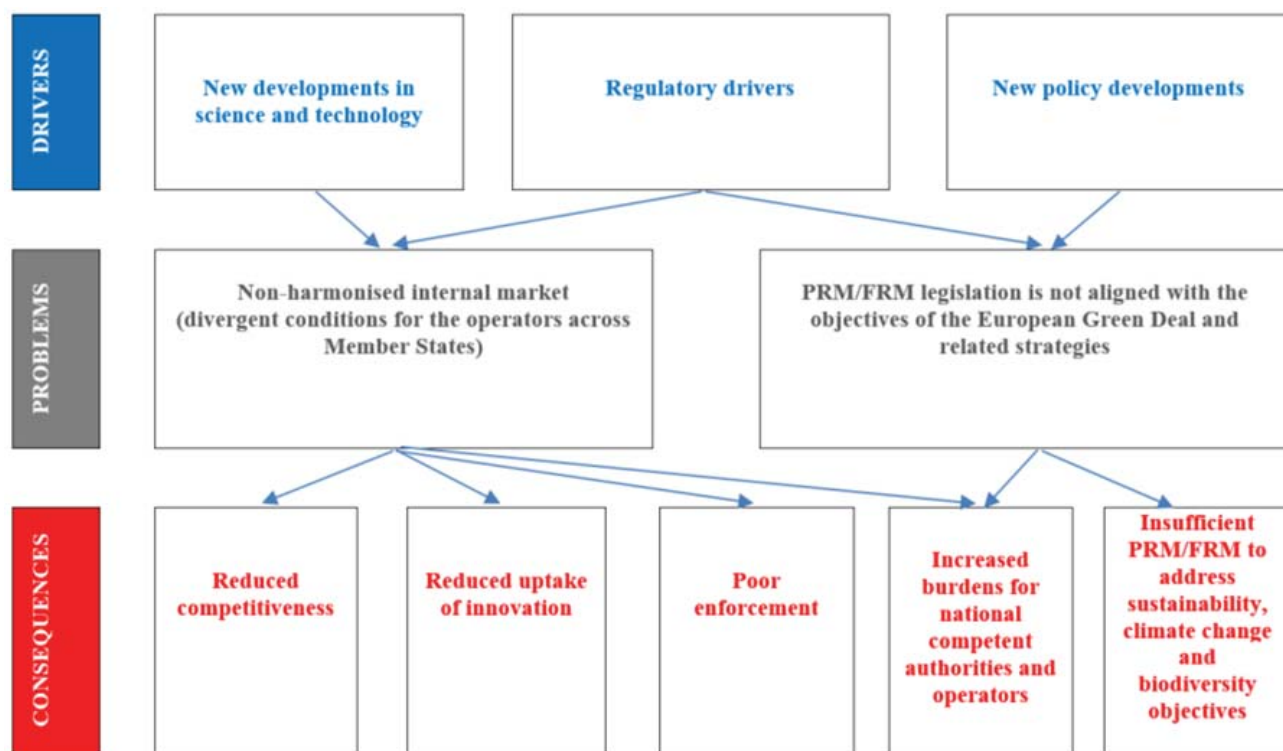 DRIVERS
New developments in
science and technology
Regulatory drivers
New policy developments
PROBLEMS
Non-harmonised internal market
(divergent conditions for the operators across
Member States)
PRM/FRM legislation is not aligned with the
objectives of the European Green Deal and
related strategies
CONSEQUENCES
Reduced
competitiveness
Reduced uptake
of innovation
Poor
enforcement
Increased
burdens for
national
competent
authorities and
operators
Insufficient
PRM/FRM to
address
sustainability,
climate change
and
biodiversity
objectives